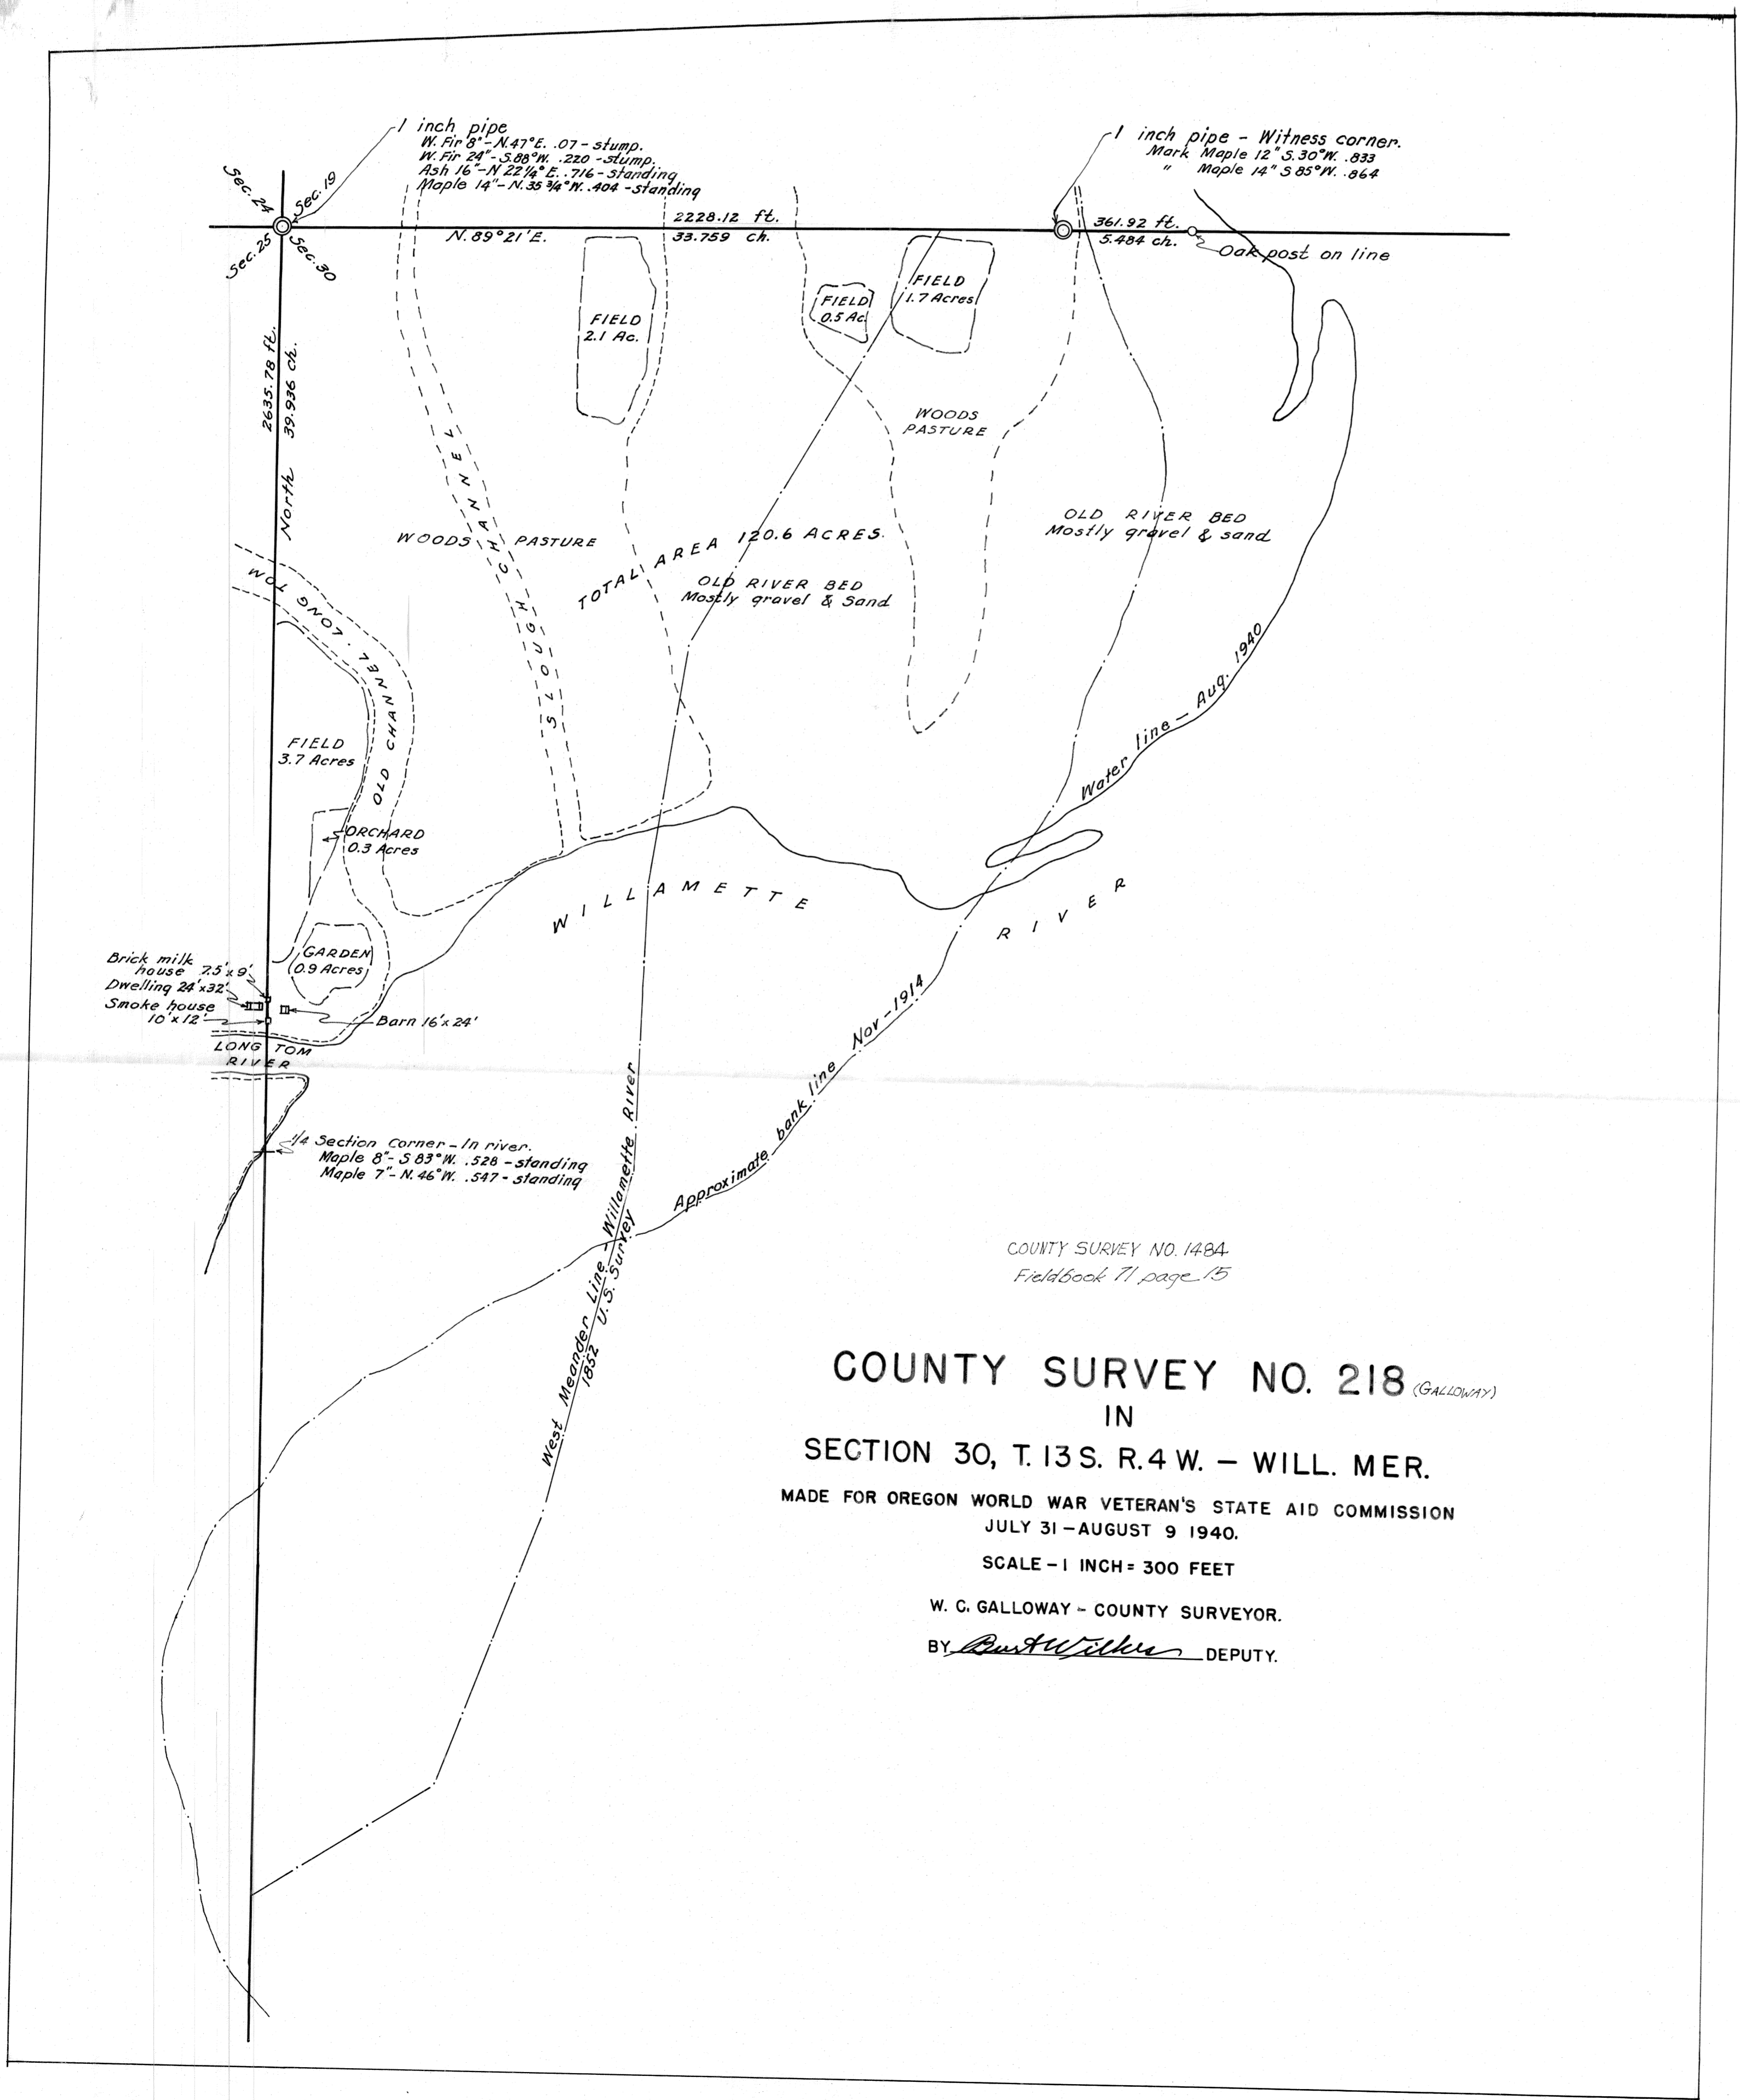 1 inch pipe
W. Fir 8"-N.47°E. .07-stump.
W. Fir 24"-S.88°W. .220-stump.
Ash 16"-N 22¼°E. .716-standing
Maple 14"-N.35¾°W. .404-standing
1 inch pipe - Witness corner.
Mark Maple 12" S.30°W. .833
" Maple 14" S 85°W. .864
Sec. 24
Sec. 19
Sec. 25
Sec. 30
N. 89°21'E.
2228.12 ft.
33.759 ch.
361.92 ft.
5.484 ch.
Oak post on line
2635.78 ft.
39.936 ch.
North
FIELD
2.1 Ac.
FIELD
0.5 Ac.
FIELD
1.7 Acres
WOODS
PASTURE
WOODS PASTURE
SLOUGH CHANNEL
TOTAL AREA 120.6 ACRES.
OLD RIVER BED
Mostly gravel & Sand
OLD RIVER BED
Mostly gravel & sand
OLD CHANNEL . LONG TOM
FIELD
3.7 Acres
ORCHARD
0.3 Acres
Water line - Aug. 1940
WILLAMETTE RIVER
GARDEN
0.9 Acres
Brick milk
house 7.5'x9'
Dwelling 24'x32'
Smoke house
10'x12'
Barn 16'x24'
LONG TOM
RIVER
¼ Section Corner-In river.
Maple 8"-S 83°W. .528-standing
Maple 7"-N.46°W. .547-standing
Approximate bank line Nov-1914
West Meander Line-Willamette River
1852 U.S. Survey
COUNTY SURVEY NO. 1484
Fieldbook 71 page 15
COUNTY SURVEY NO. 218 (GALLOWAY)
IN
SECTION 30, T. 13 S. R. 4 W. – WILL. MER.
MADE FOR OREGON WORLD WAR VETERAN'S STATE AID COMMISSION
JULY 31 – AUGUST 9 1940.
SCALE – 1 INCH = 300 FEET
W. C. GALLOWAY - COUNTY SURVEYOR.
BY DEPUTY.